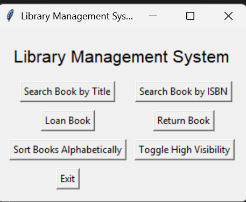 Library Management Sys...
Library Management System
Search Book by Title
Search Book by ISBN
Loan Book
Return Book
Sort Books Alphabetically
Toggle High Visibility
Exit